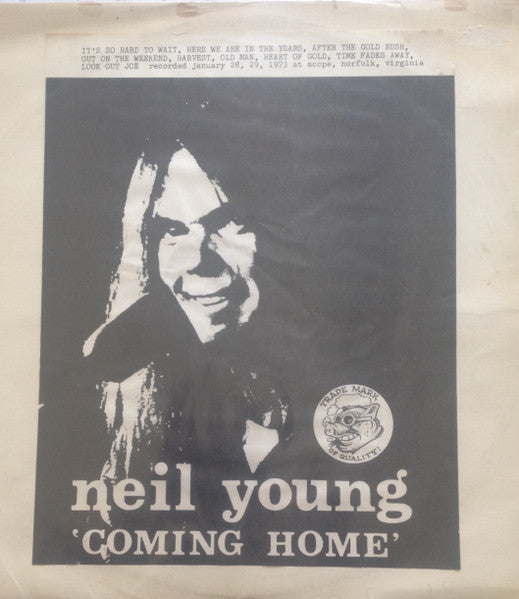 IT'S SO HARD TO WAIT, HERE WE ARE IN THE YEARS, AFTER THE GOLD RUSH,
OUT ON THE WEEKEND, HARVEST, OLD MAN, HEART OF GOLD, TIME FADES AWAY,
LOOK OUT JOE recorded january 28, 29, 1973 at scope, norfolk, virginia
TRADE MARK
OF QUALITY!
neil young
'COMING HOME'